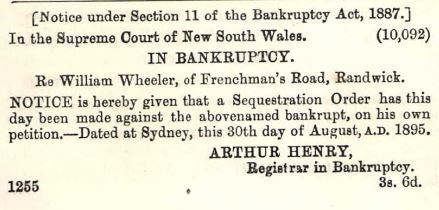 [Notice under Section 11 of the Bankruptcy Act, 1887.]
In the Supreme Court of New South Wales. (10,092)
IN BANKRUPTCY.
Re William Wheeler, of Frenchman's Road, Randwick.
NOTICE is hereby given that a Sequestration Order has this
day been made against the abovenamed bankrupt, on his own
petition.—Dated at Sydney, this 30th day of August, A.D. 1895.
ARTHUR HENRY,
Registrar in Bankruptcy.
1255 3s. 6d.